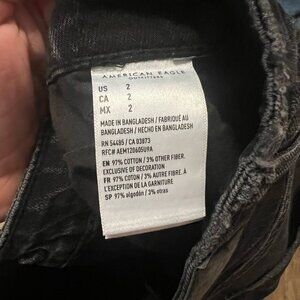 AMERICAN EAGLE
OUTFITTERS
US 2
CA 2
MX 2
MADE IN BANGLADESH / FABRIQUÉ AU
BANGLADESH / HECHO EN BANGLADESH
RN 54485 / CA 03873
RFC# AEM120605U9A
EN 97% COTTON / 3% OTHER FIBER.
EXCLUSIVE OF DECORATION
FR 97% COTON / 3% AUTRE FIBRE. À
L'EXCEPTION DE LA GARNITURE
SP 97% algodón / 3% otras